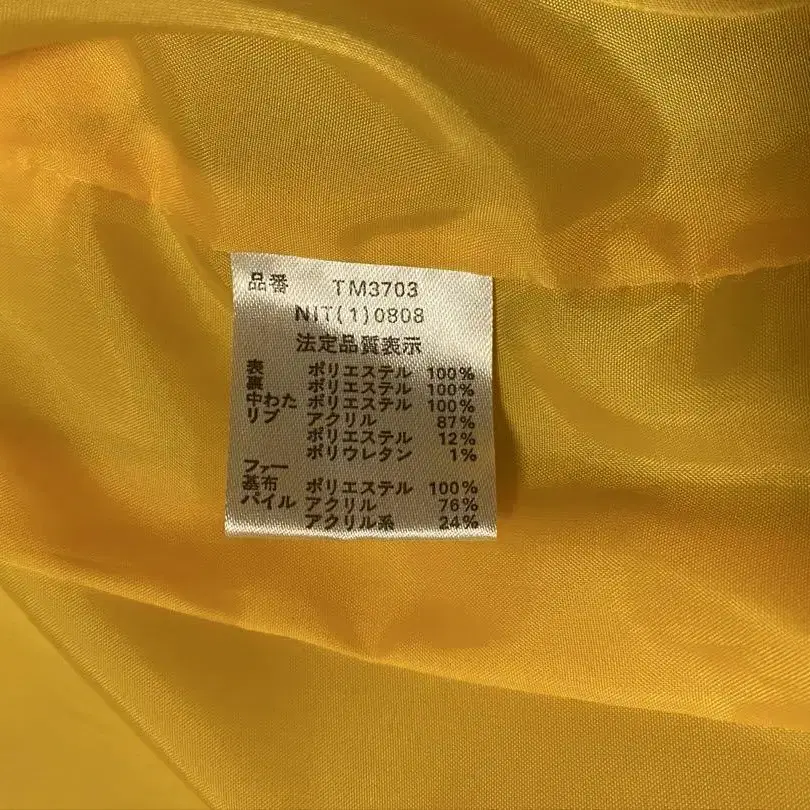 品番 TM3703
NIT(1)0808
法定品質表示
表 ポリエステル 100%
裏 ポリエステル 100%
中わた ポリエステル 100%
リブ アクリル 87%
ポリエステル 12%
ポリウレタン 1%
ファー
基布 ポリエステル 100%
パイル アクリル 76%
アクリル系 24%